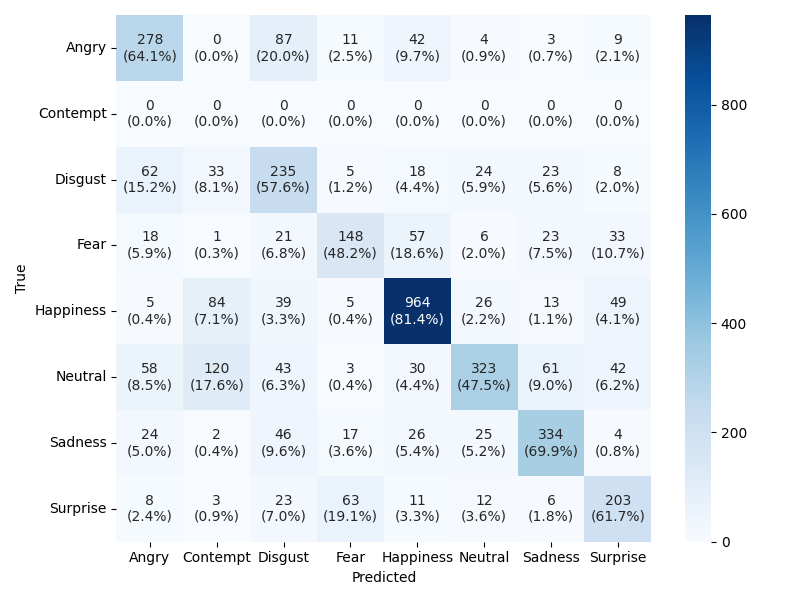 Angry 278 0 87 11 42 4 3 9
(64.1%) (0.0%) (20.0%) (2.5%) (9.7%) (0.9%) (0.7%) (2.1%)
Contempt 0 0 0 0 0 0 0 0
(0.0%) (0.0%) (0.0%) (0.0%) (0.0%) (0.0%) (0.0%) (0.0%)
Disgust 62 33 235 5 18 24 23 8
(15.2%) (8.1%) (57.6%) (1.2%) (4.4%) (5.9%) (5.6%) (2.0%)
Fear 18 1 21 148 57 6 23 33
(5.9%) (0.3%) (6.8%) (48.2%) (18.6%) (2.0%) (7.5%) (10.7%)
Happiness 5 84 39 5 964 26 13 49
(0.4%) (7.1%) (3.3%) (0.4%) (81.4%) (2.2%) (1.1%) (4.1%)
Neutral 58 120 43 3 30 323 61 42
(8.5%) (17.6%) (6.3%) (0.4%) (4.4%) (47.5%) (9.0%) (6.2%)
Sadness 24 2 46 17 26 25 334 4
(5.0%) (0.4%) (9.6%) (3.6%) (5.4%) (5.2%) (69.9%) (0.8%)
Surprise 8 3 23 63 11 12 6 203
(2.4%) (0.9%) (7.0%) (19.1%) (3.3%) (3.6%) (1.8%) (61.7%)
Angry Contempt Disgust Fear Happiness Neutral Sadness Surprise
Predicted
True
800
600
400
200
0